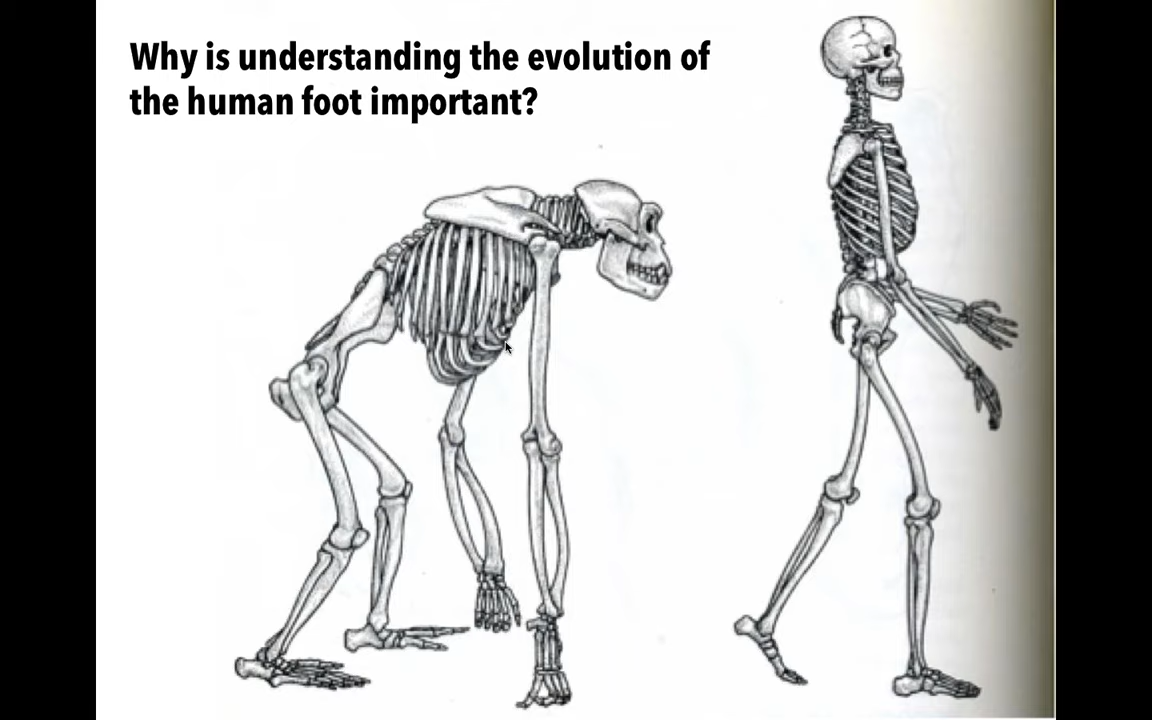 Why is understanding the evolution of
the human foot important?